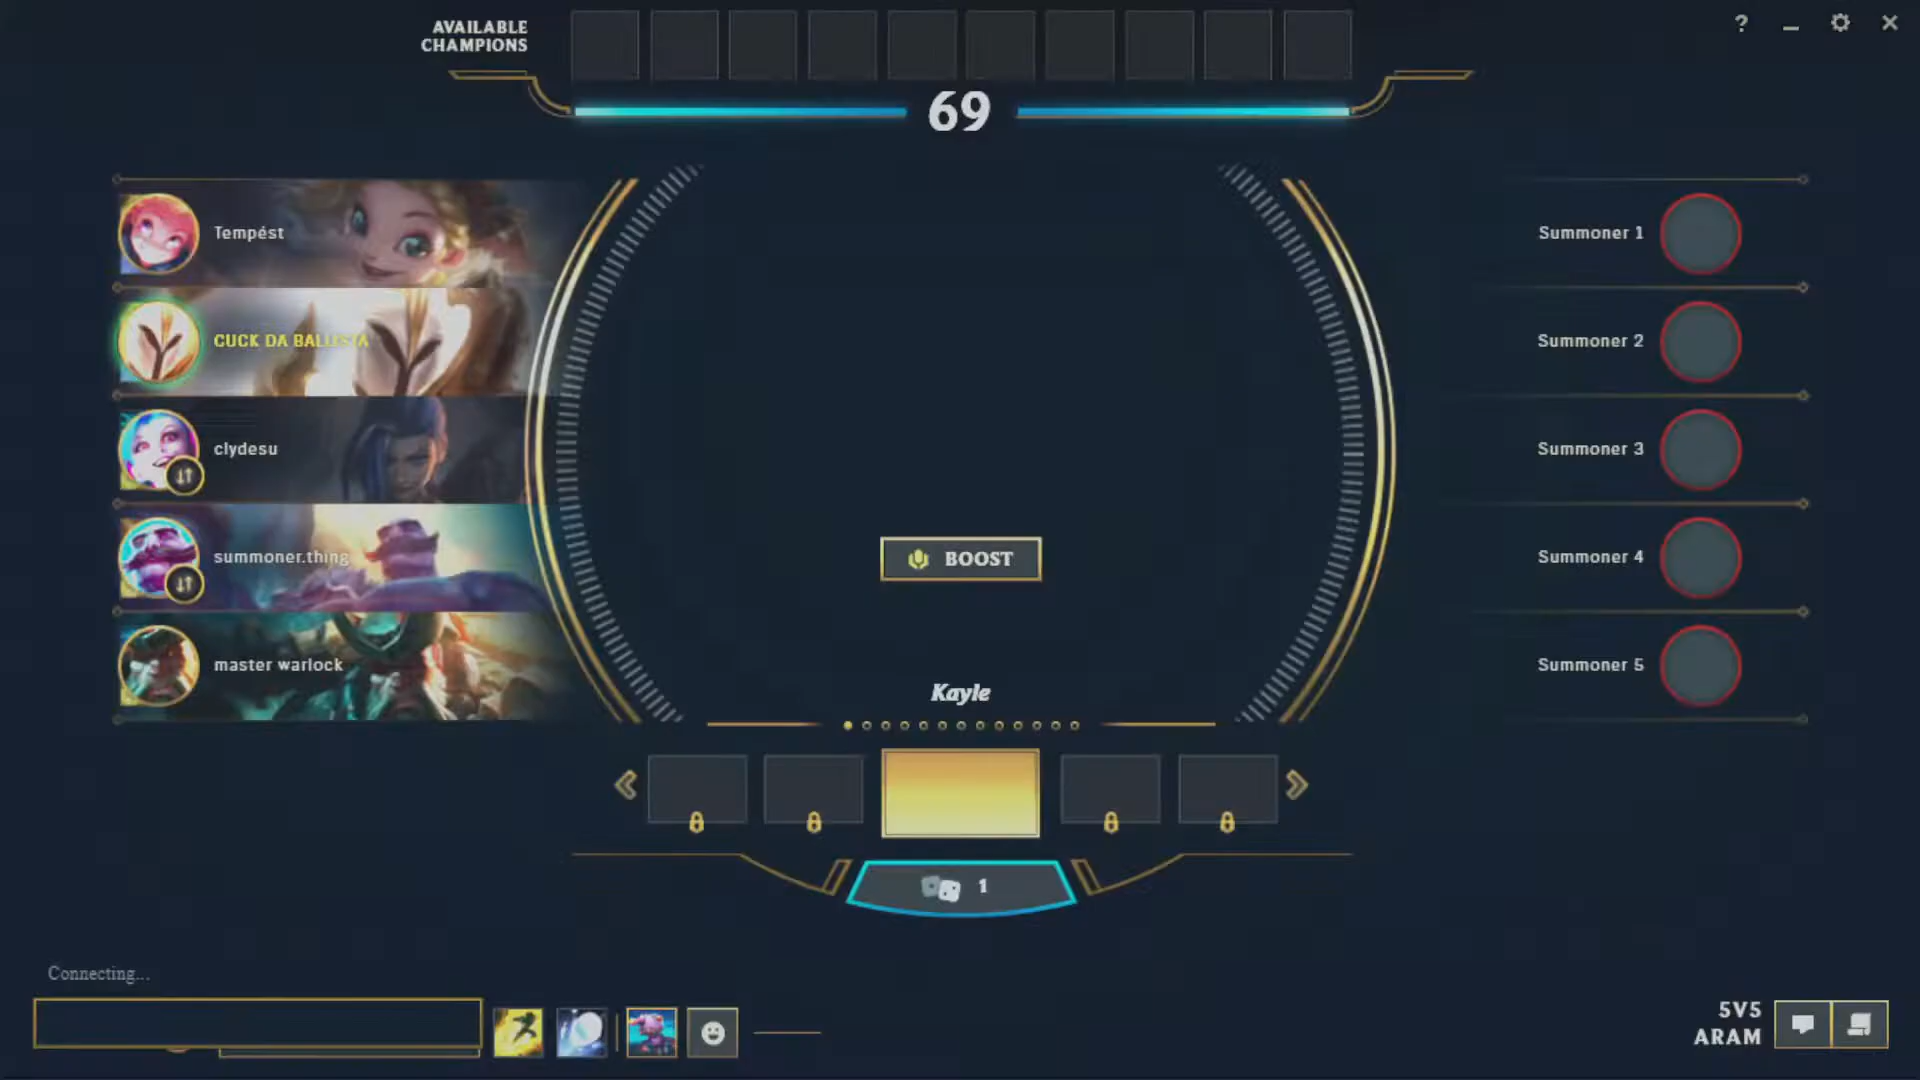 AVAILABLE
CHAMPIONS
?
69
Tempést
CUCK DA BALLISTA
clydesu
summoner.thing
master warlock
Summoner 1
Summoner 2
Summoner 3
Summoner 4
Summoner 5
BOOST
Kayle
1
Connecting...
5V5
ARAM